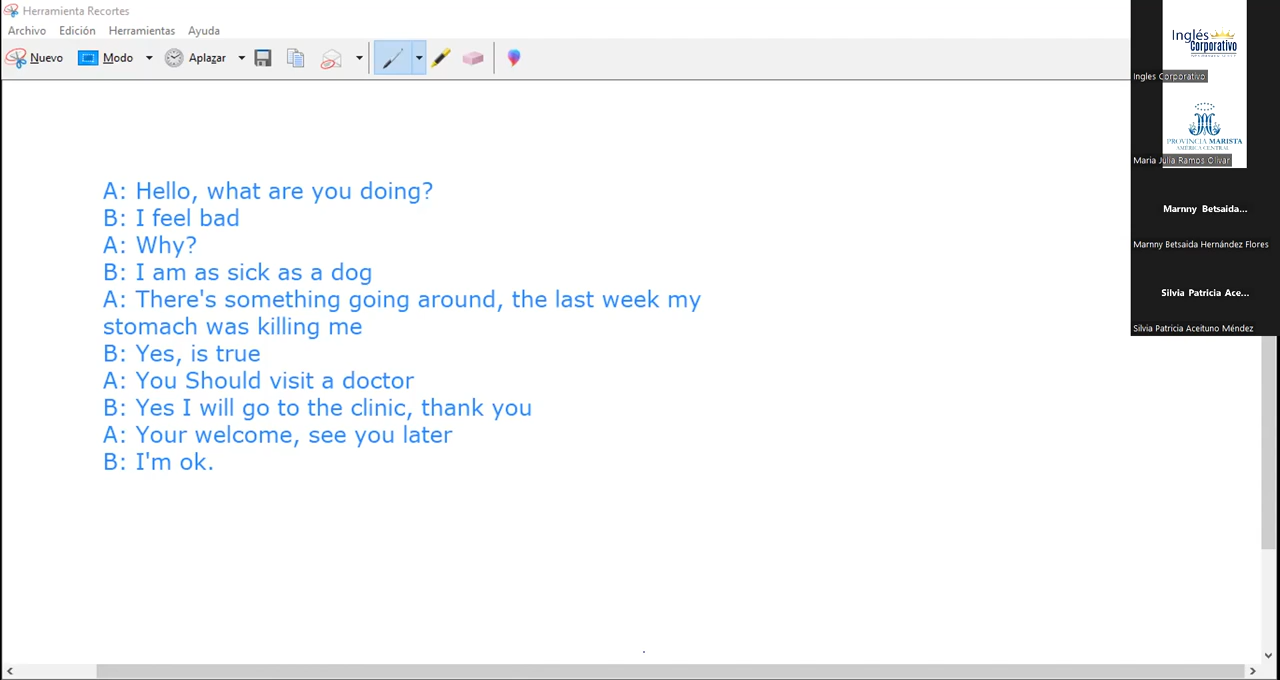 Herramienta Recortes
Archivo Edición Herramientas Ayuda
Nuevo Modo Aplazar
Inglés
Corporativo
Ingles Corporativo
PROVINCIA MARISTA
AMERICA CENTRAL
Maria Julia Ramos Olivar
Marnny Betsaida...
Marnny Betsaida Hernández Flores
Silvia Patricia Ace...
Silvia Patricia Aceituno Méndez
A: Hello, what are you doing?
B: I feel bad
A: Why?
B: I am as sick as a dog
A: There's something going around, the last week my
stomach was killing me
B: Yes, is true
A: You Should visit a doctor
B: Yes I will go to the clinic, thank you
A: Your welcome, see you later
B: I'm ok.